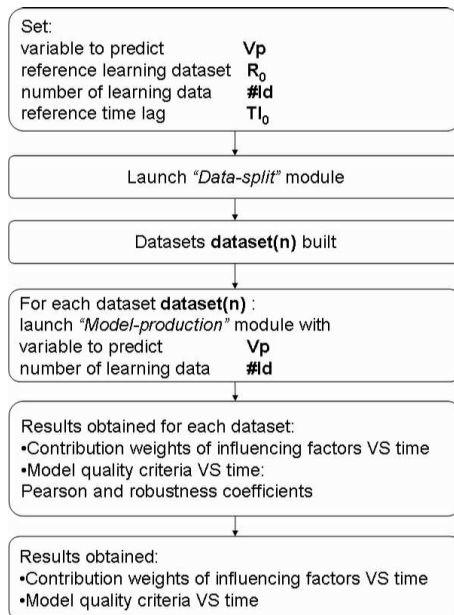 Set:
variable to predict Vp
reference learning dataset R0
number of learning data #ld
reference time lag Tl0
Launch "Data-split" module
Datasets dataset(n) built
For each dataset dataset(n) :
launch "Model-production" module with
variable to predict Vp
number of learning data #ld
Results obtained for each dataset:
•Contribution weights of influencing factors VS time
•Model quality criteria VS time:
Pearson and robustness coefficients
Results obtained:
•Contribution weights of influencing factors VS time
•Model quality criteria VS time